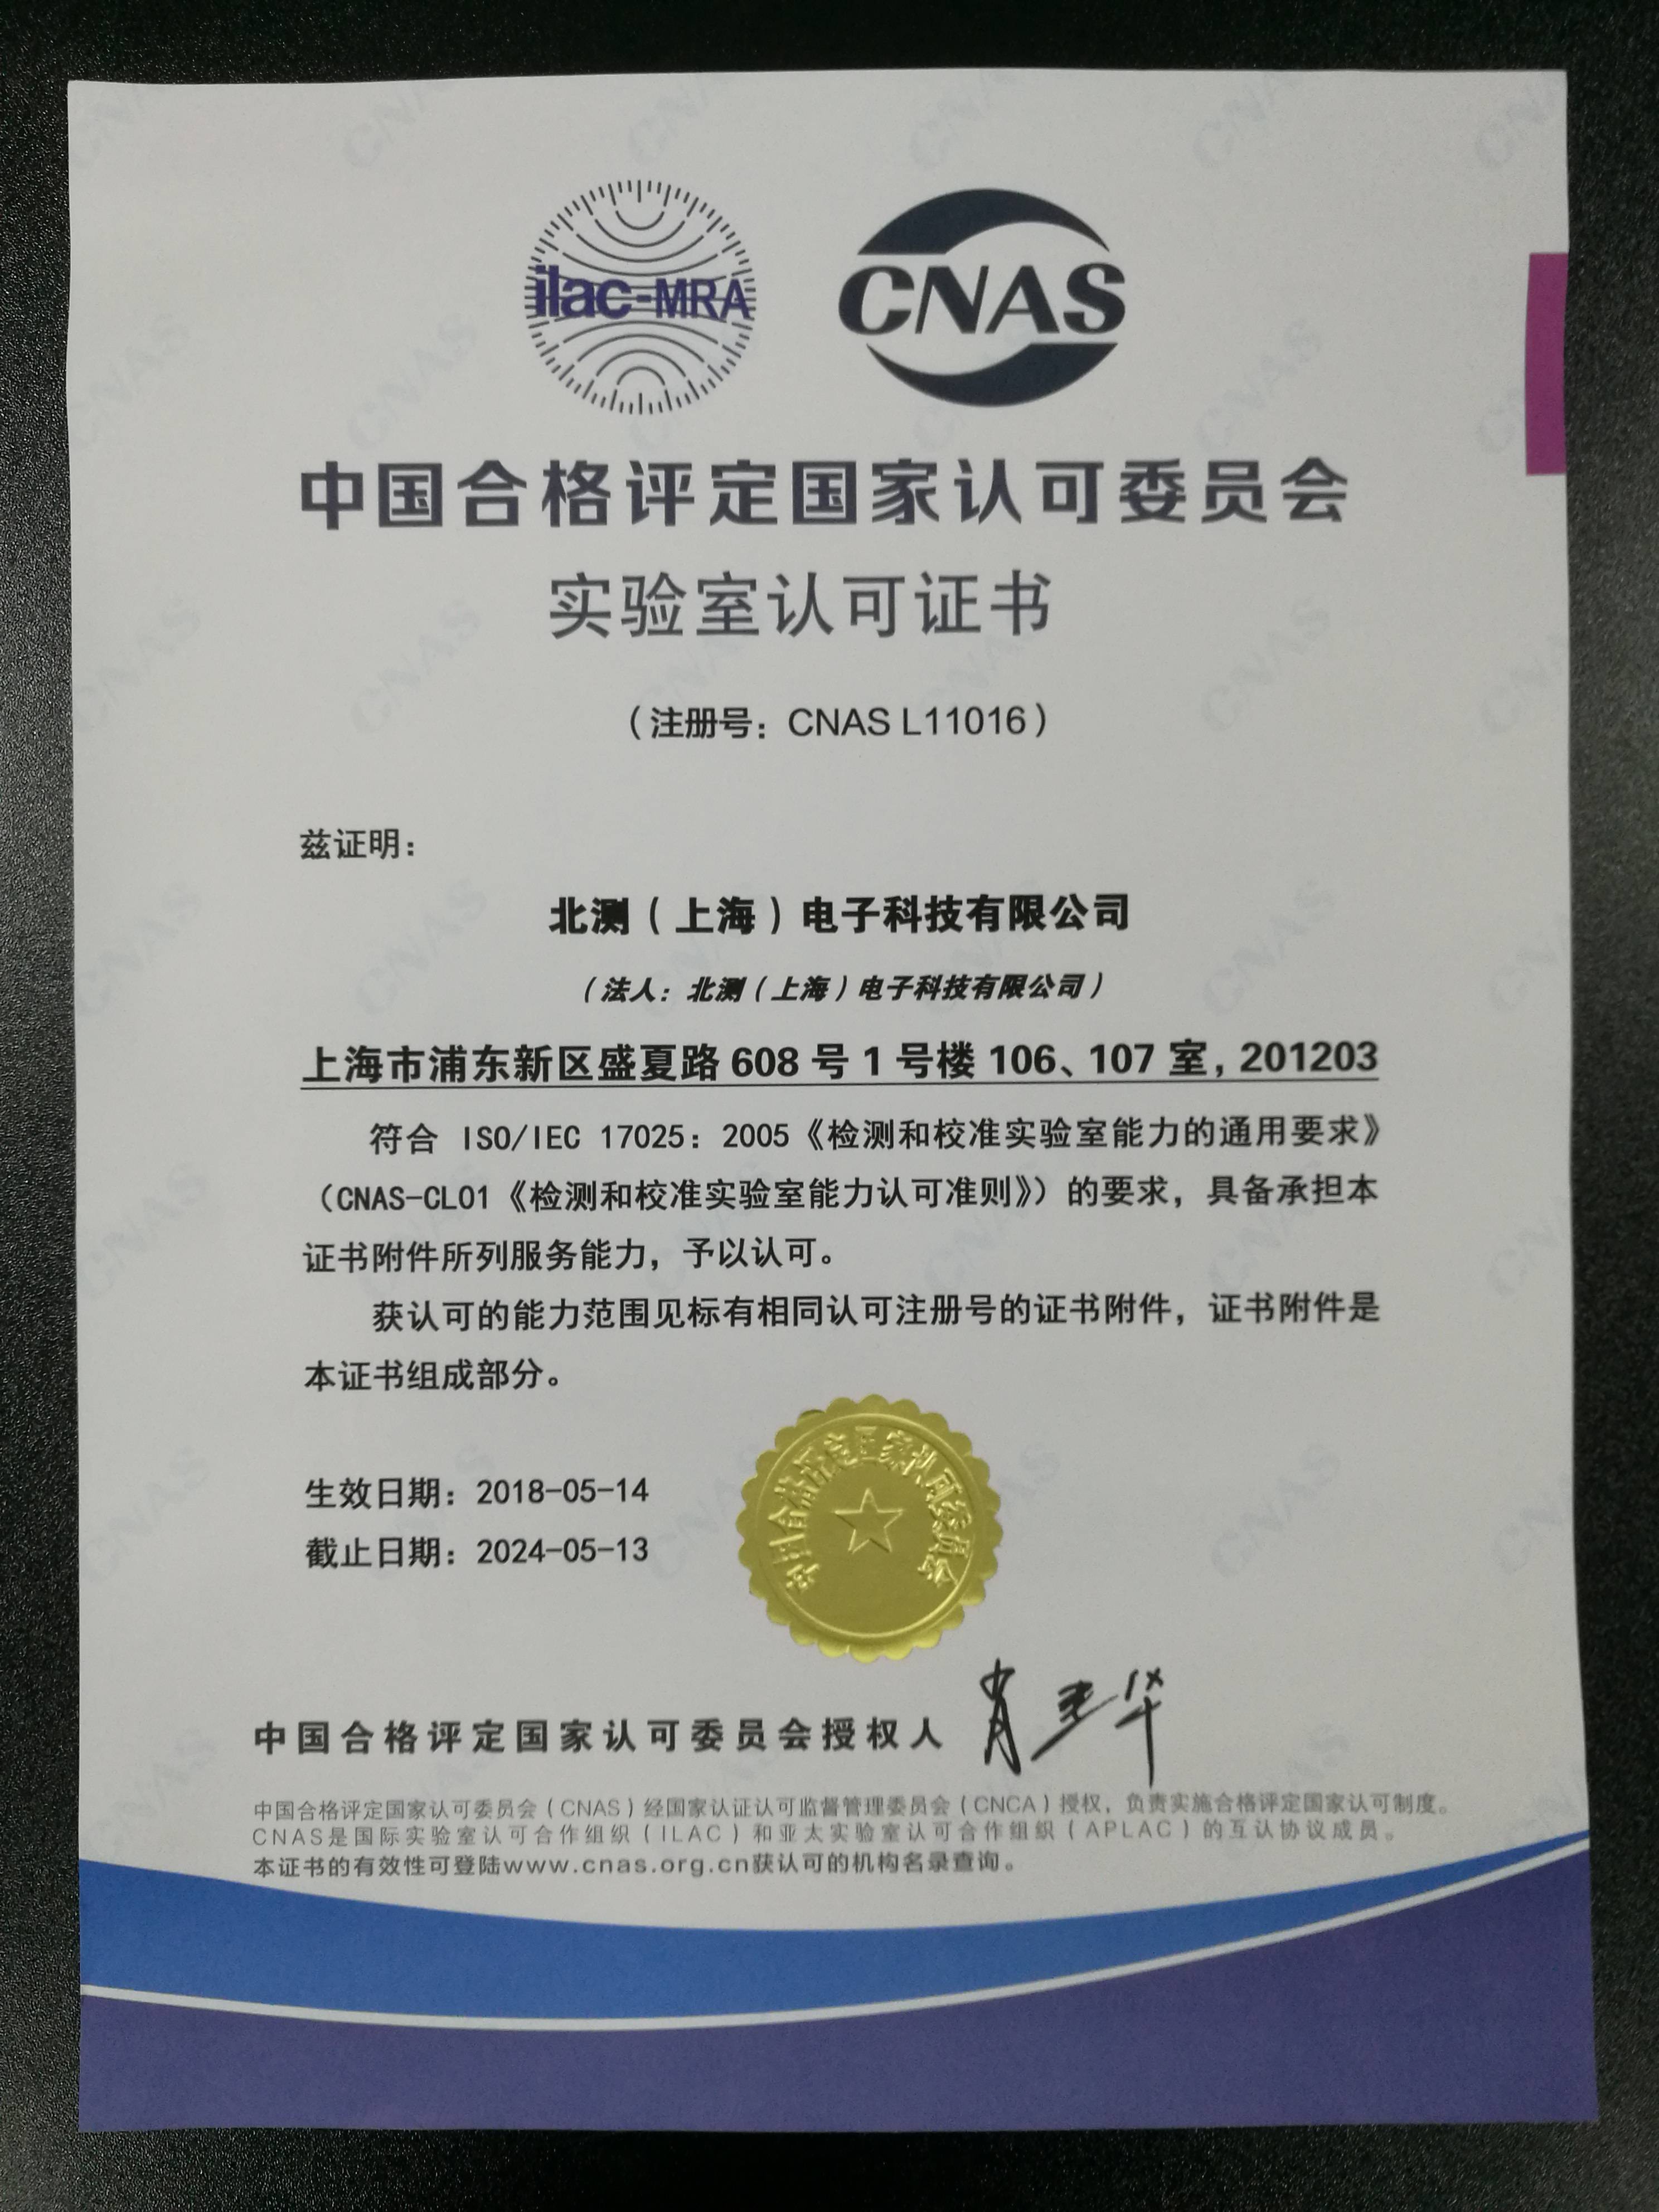 ilac-MRA
CNAS
中国合格评定国家认可委员会
实验室认可证书
（注册号：CNAS L11016）
兹证明：
北测（上海）电子科技有限公司
（法人：北测（上海）电子科技有限公司）
上海市浦东新区盛夏路 608 号 1 号楼 106、107 室，201203
符合 ISO/IEC 17025：2005《检测和校准实验室能力的通用要求》
（CNAS-CL01《检测和校准实验室能力认可准则》）的要求，具备承担本
证书附件所列服务能力，予以认可。
获认可的能力范围见标有相同认可注册号的证书附件，证书附件是
本证书组成部分。
生效日期：2018-05-14
截止日期：2024-05-13
中国合格评定国家认可委员会
中国合格评定国家认可委员会授权人
中国合格评定国家认可委员会（CNAS）经国家认证认可监督管理委员会（CNCA）授权，负责实施合格评定国家认可制度。
CNAS是国际实验室认可合作组织（ILAC）和亚太实验室认可合作组织（APLAC）的互认协议成员。
本证书的有效性可登陆www.cnas.org.cn获认可的机构名录查询。